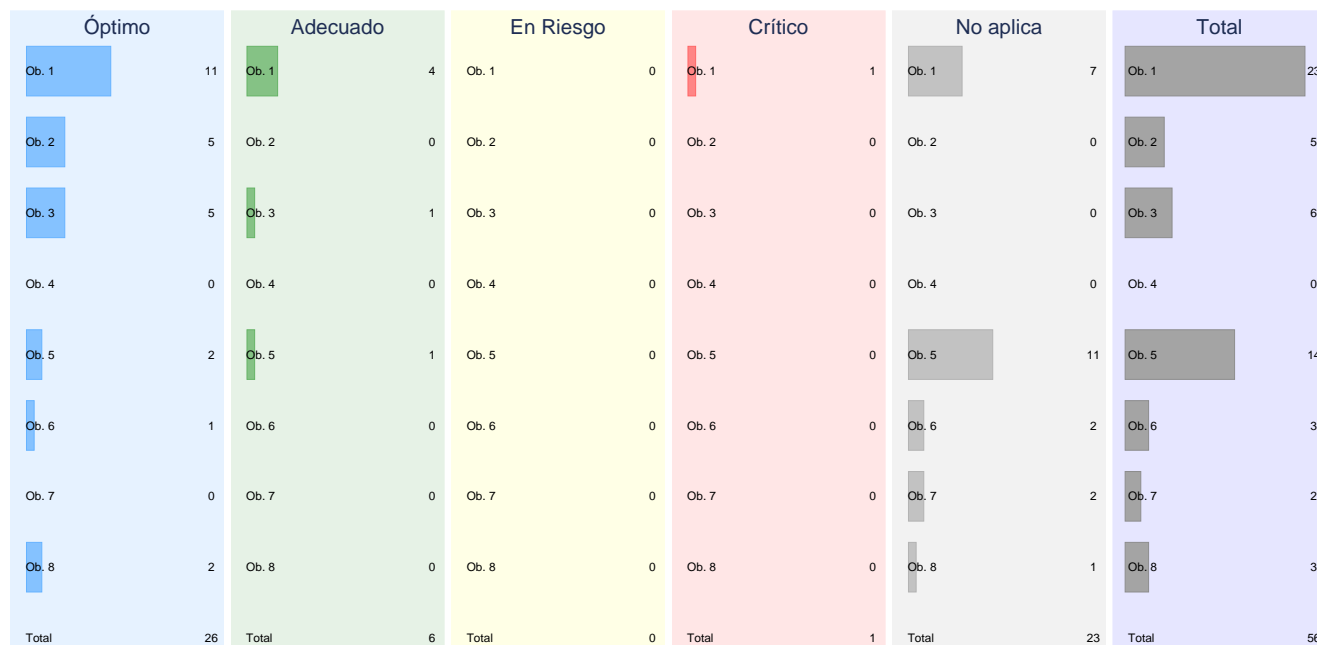 Óptimo Adecuado En Riesgo Crítico No aplica Total
Ob. 1 11 Ob. 1 4 Ob. 1 0 Ob. 1 1 Ob. 1 7 Ob. 1 23
Ob. 2 5 Ob. 2 0 Ob. 2 0 Ob. 2 0 Ob. 2 0 Ob. 2 5
Ob. 3 5 Ob. 3 1 Ob. 3 0 Ob. 3 0 Ob. 3 0 Ob. 3 6
Ob. 4 0 Ob. 4 0 Ob. 4 0 Ob. 4 0 Ob. 4 0 Ob. 4 0
Ob. 5 2 Ob. 5 1 Ob. 5 0 Ob. 5 0 Ob. 5 11 Ob. 5 14
Ob. 6 1 Ob. 6 0 Ob. 6 0 Ob. 6 0 Ob. 6 2 Ob. 6 3
Ob. 7 0 Ob. 7 0 Ob. 7 0 Ob. 7 0 Ob. 7 2 Ob. 7 2
Ob. 8 2 Ob. 8 0 Ob. 8 0 Ob. 8 0 Ob. 8 1 Ob. 8 3
Total 26 Total 6 Total 0 Total 1 Total 23 Total 56